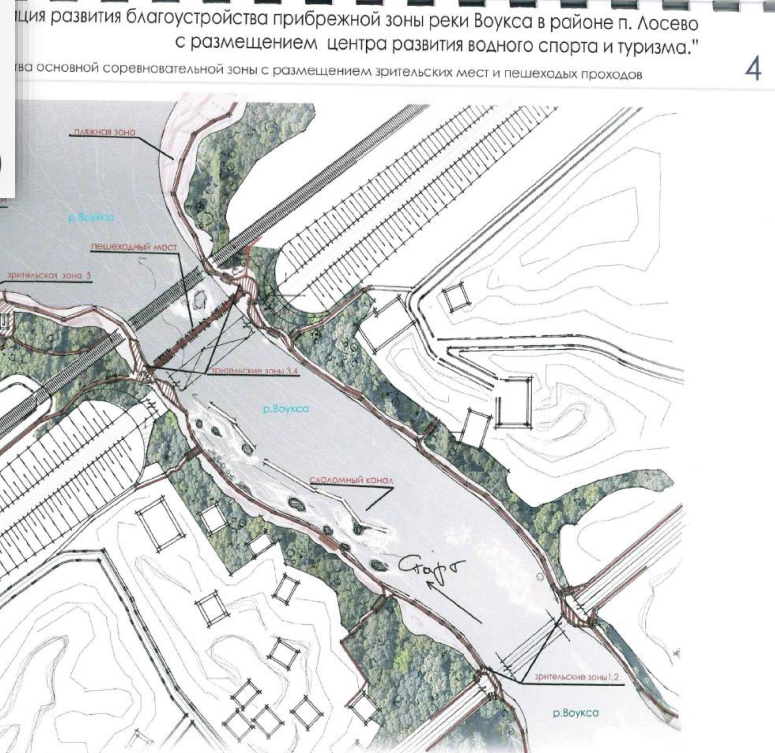 ция развития благоустройства прибрежной зоны реки Воукса в районе п. Лосево
с размещением центра развития водного спорта и туризма."
тва основной соревновательной зоны с размещением зрительских мест и пешеходых проходов
4
пляжная зона
р.Воукса
пешеходный мост
зрительская зона 5
зрительские зоны 3,4
р.Воукса
слаломный канал
Старт
зрительские зоны1,2
р.Воукса